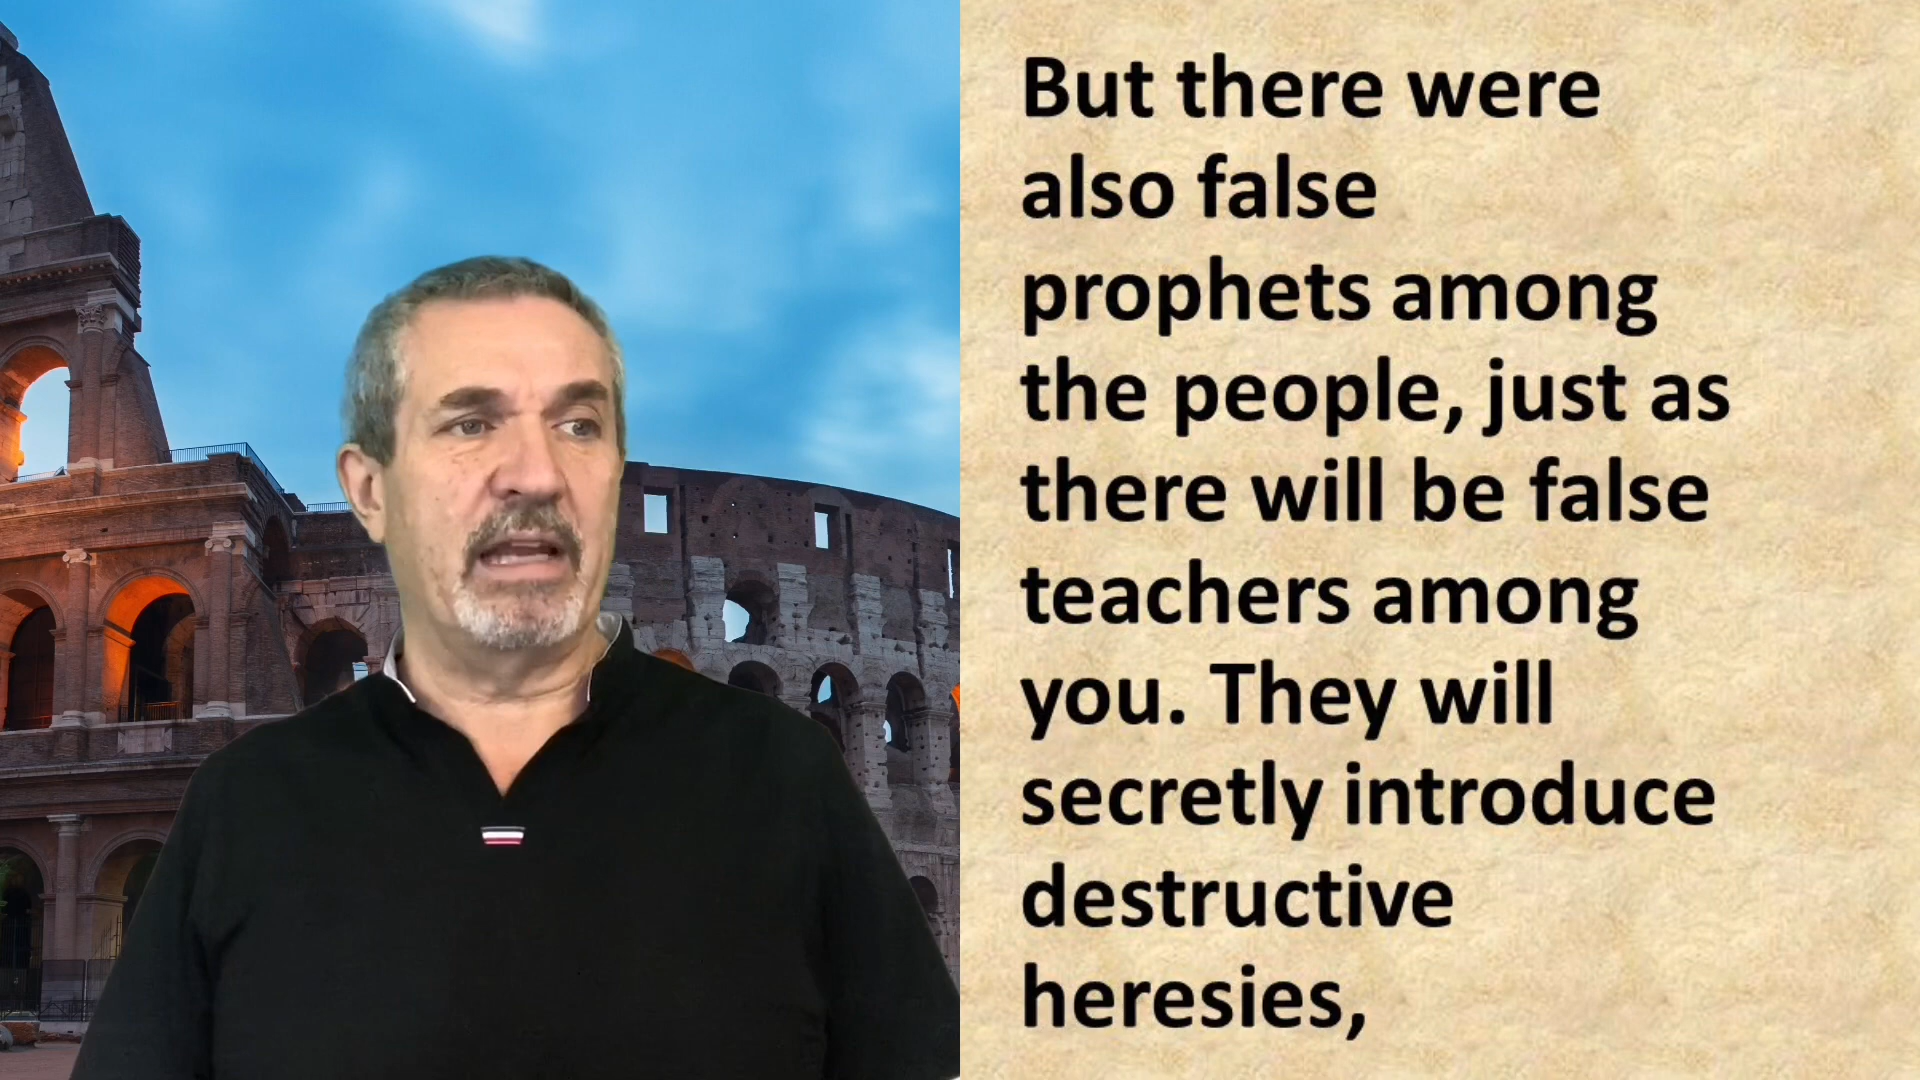 But there were
also false
prophets among
the people, just as
there will be false
teachers among
you. They will
secretly introduce
destructive
heresies,